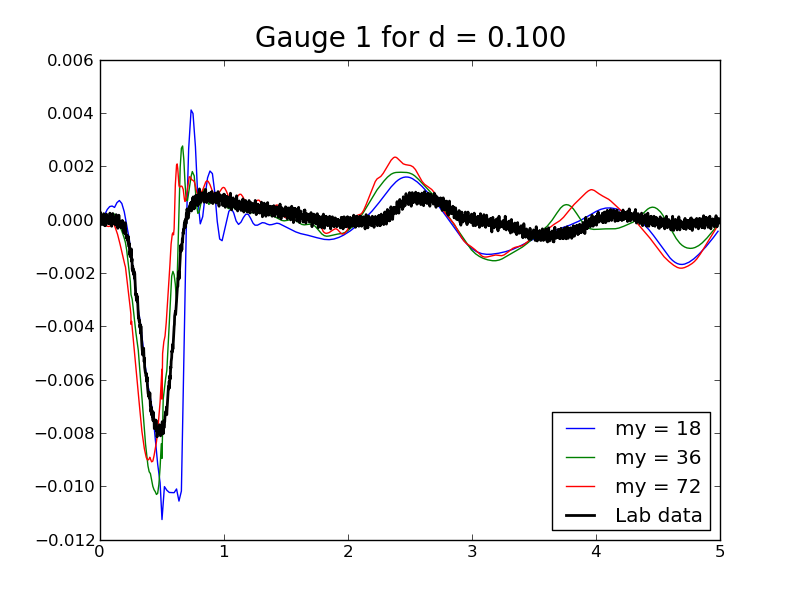 Gauge 1 for d = 0.100
0.006
0.004
0.002
0.000
−0.002
−0.004
−0.006
−0.008
−0.010
−0.012
0 1 2 3 4 5
my = 18
my = 36
my = 72
Lab data